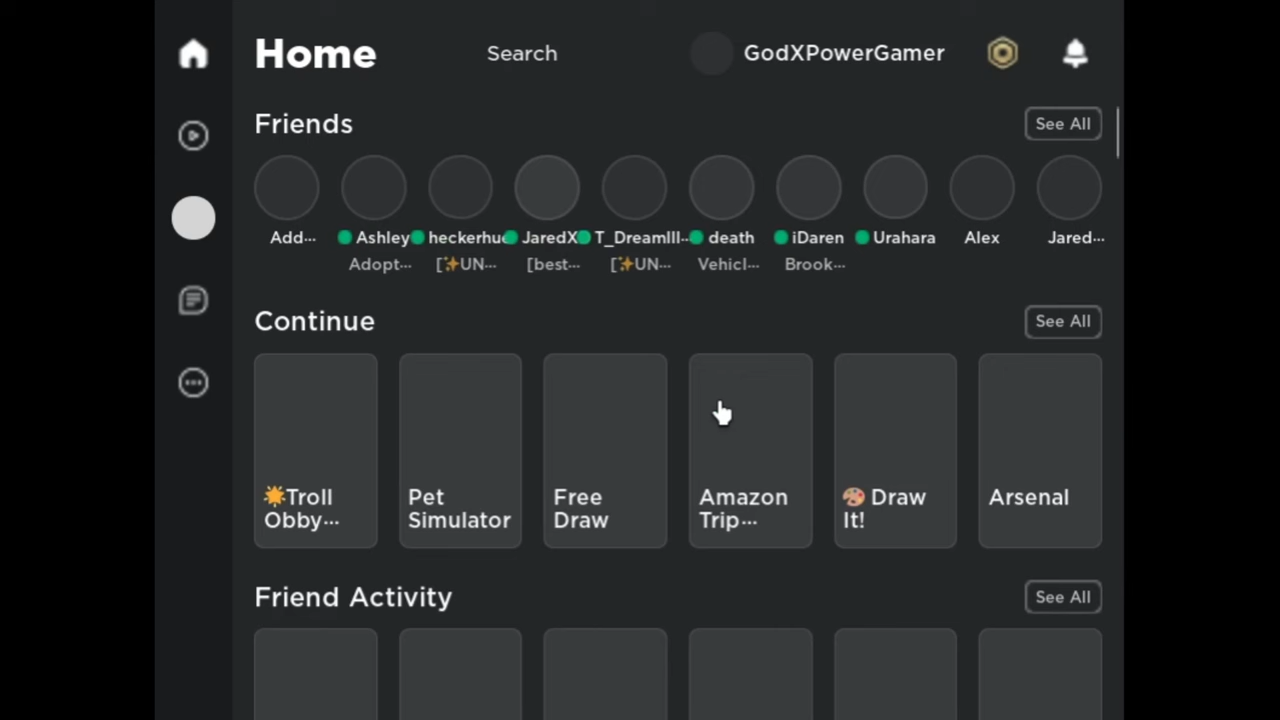 Home
Search
GodXPowerGamer
Friends
See All
Add...
Ashley
heckerhuc
JaredX
T_DreamIII...
death
iDaren
Urahara
Alex
Jared...
Adopt...
[✨UN...
[best...
[✨UN...
Vehicl...
Brook...
Continue
See All
🌟Troll
Obby...
Pet
Simulator
Free
Draw
Amazon
Trip...
🎨 Draw
It!
Arsenal
Friend Activity
See All